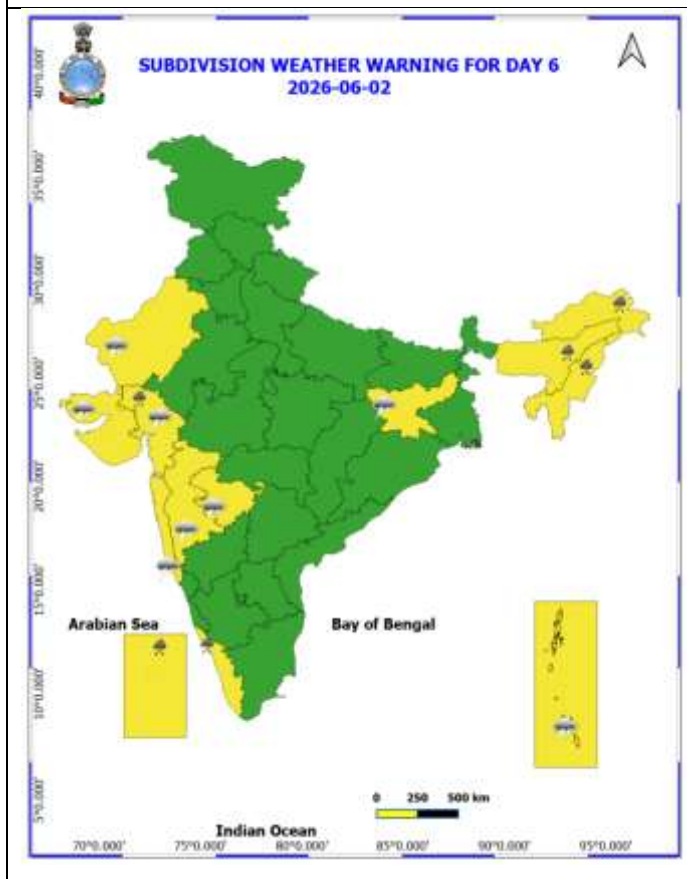 SUBDIVISION WEATHER WARNING FOR DAY 6
2026-06-02
40°0.000'
35°0.000'
30°0.000'
25°0.000'
20°0.000'
15°0.000'
Arabian Sea
Bay of Bengal
10°0.000'
5°0.000'
0 250 500 km
Indian Ocean
70°0.000' 75°0.000' 80°0.000' 85°0.000' 90°0.000' 95°0.000'